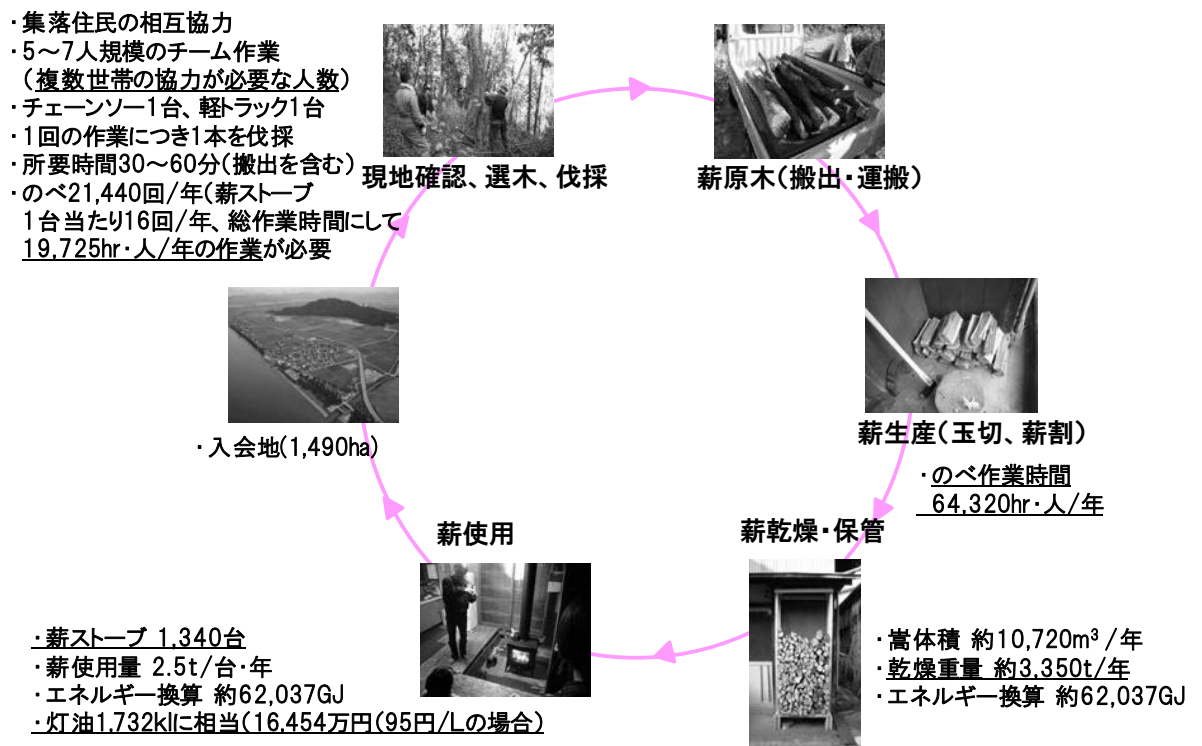 ・集落住民の相互協力
・5～7人規模のチーム作業
（複数世帯の協力が必要な人数）
・チェーンソー1台、軽トラック1台
・1回の作業につき1本を伐採
・所要時間30～60分(搬出を含む)
・のべ21,440回/年(薪ストーブ
1台当たり16回/年、総作業時間にして
19,725hr・人/年の作業が必要
現地確認、選木、伐採
薪原木(搬出・運搬)
薪生産(玉切、薪割)
・のべ作業時間
64,320hr・人/年
・入会地(1,490ha)
薪乾燥・保管
・嵩体積 約10,720m³/年
・乾燥重量 約3,350t/年
・エネルギー換算 約62,037GJ
薪使用
・薪ストーブ 1,340台
・薪使用量 2.5t/台・年
・エネルギー換算 約62,037GJ
・灯油1,732klに相当(16,454万円(95円/Lの場合)